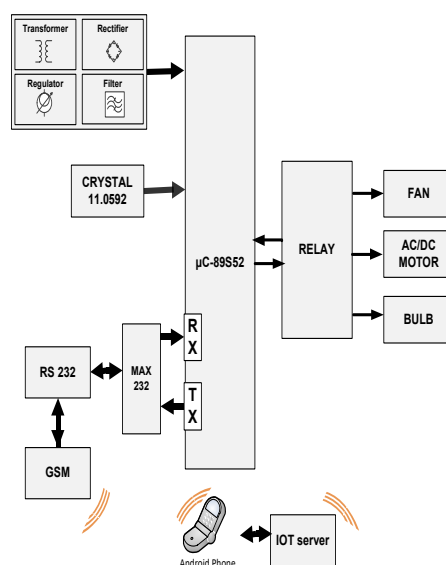 Transformer
Rectifier
Regulator
Filter
CRYSTAL
11.0592
µC-89S52
RELAY
FAN
AC/DC
MOTOR
BULB
R
X
T
X
MAX
232
RS 232
GSM
Android Phone
IOT server